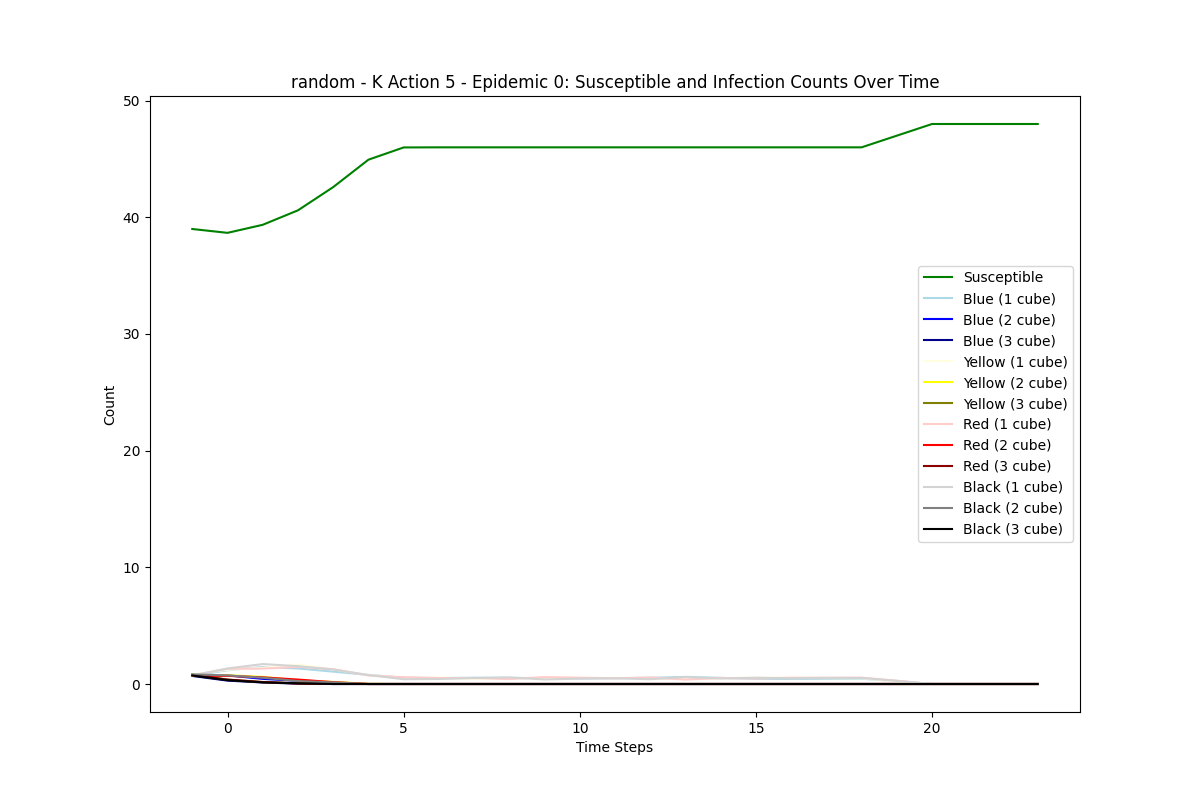 random - K Action 5 - Epidemic 0: Susceptible and Infection Counts Over Time
50
40
30
20
10
0
Count
Susceptible
Blue (1 cube)
Blue (2 cube)
Blue (3 cube)
Yellow (1 cube)
Yellow (2 cube)
Yellow (3 cube)
Red (1 cube)
Red (2 cube)
Red (3 cube)
Black (1 cube)
Black (2 cube)
Black (3 cube)
0 5 10 15 20
Time Steps